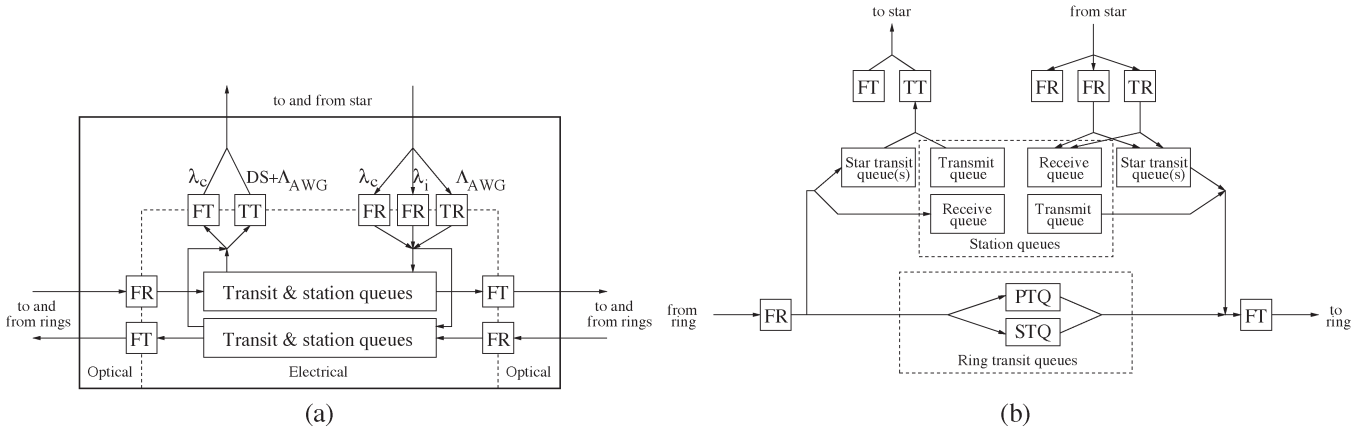 to and from star
λc
DS+ΛAWG
λc
λi
ΛAWG
FT
TT
FR
FR
TR
to and
from rings
FR
Transit & station queues
FT
to and
from rings
FT
Transit & station queues
FR
Optical
Electrical
Optical
(a)
to star
from star
FT
TT
FR
FR
TR
Star transit
queue(s)
Transmit
queue
Receive
queue
Star transit
queue(s)
Receive
queue
Transmit
queue
Station queues
from
ring
FR
PTQ
STQ
Ring transit queues
FT
to
ring
(b)